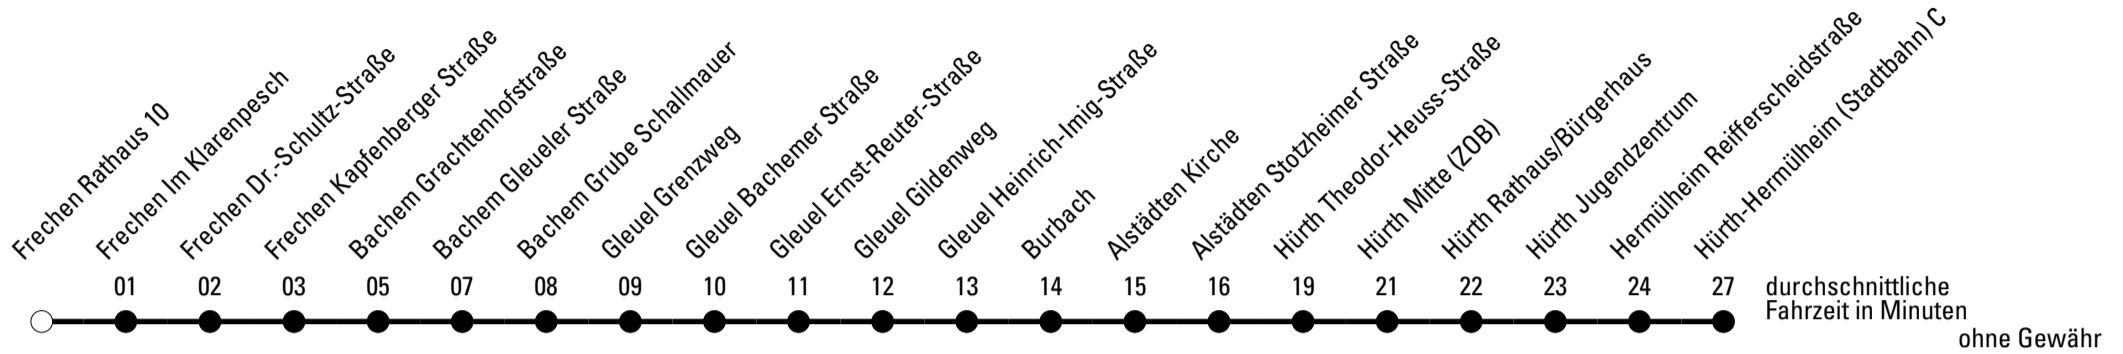 Frechen Rathaus 10
Frechen Im Klarenpesch
Frechen Dr.-Schultz-Straße
Frechen Kapfenberger Straße
Bachem Grachtenhofstraße
Bachem Gleueler Straße
Bachem Grube Schallmauer
Gleuel Grenzweg
Gleuel Bachemer Straße
Gleuel Ernst-Reuter-Straße
Gleuel Gildenweg
Gleuel Heinrich-Imig-Straße
Burbach
Alstädten Kirche
Alstädten Stotzheimer Straße
Hürth Theodor-Heuss-Straße
Hürth Mitte (ZOB)
Hürth Rathaus/Bürgerhaus
Hürth Jugendzentrum
Hermülheim Reifferscheidstraße
Hürth-Hermülheim (Stadtbahn) C
01 02 03 05 07 08 09 10 11 12 13 14 15 16 19 21 22 23 24 27 durchschnittliche
Fahrzeit in Minuten
ohne Gewähr